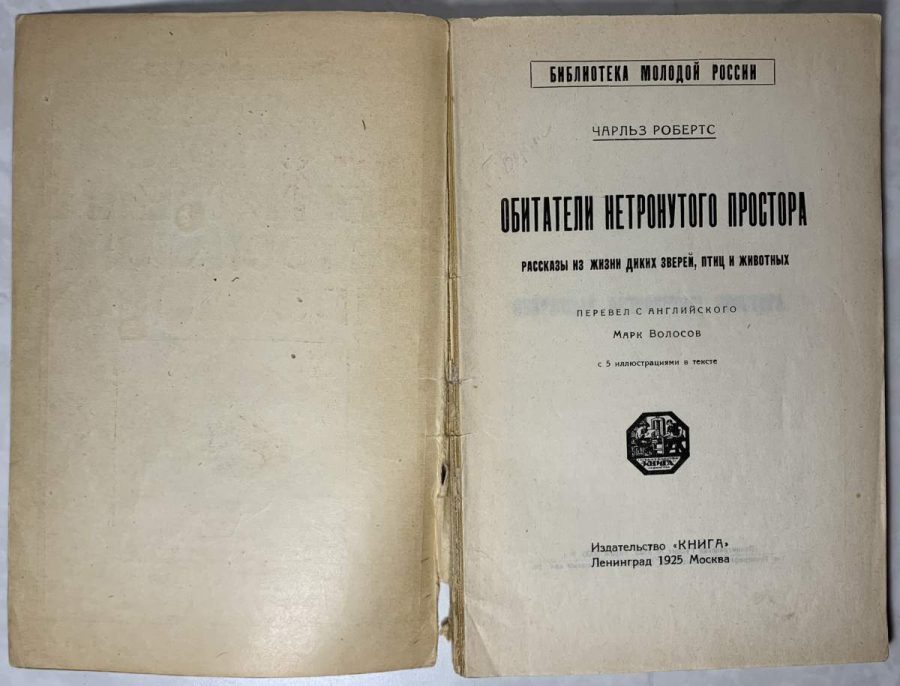 БИБЛИОТЕКА МОЛОДОЙ РОССИИ
ЧАРЛЬЗ РОБЕРТС
ОБИТАТЕЛИ НЕТРОНУТОГО ПРОСТОРА
РАССКАЗЫ ИЗ ЖИЗНИ ДИКИХ ЗВЕРЕЙ, ПТИЦ И ЖИВОТНЫХ
ПЕРЕВЕЛ С АНГЛИЙСКОГО
МАРК ВОЛОСОВ
с 5 иллюстрациями в тексте
КНИГА
Издательство «КНИГА»
Ленинград 1925 Москва